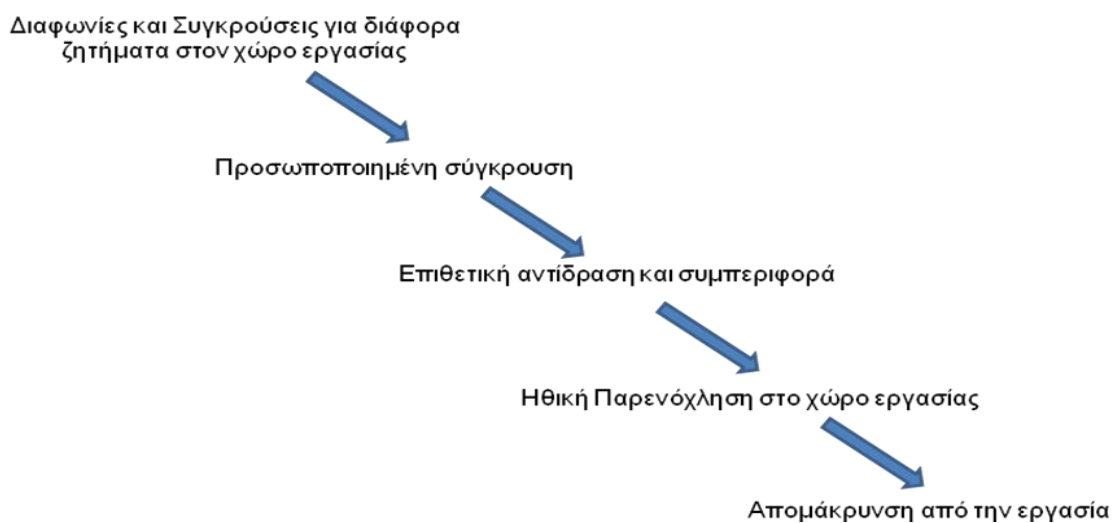 Διαφωνίες και Συγκρούσεις για διάφορα
ζητήματα στον χώρο εργασίας
Προσωποποιημένη σύγκρουση
Επιθετική αντίδραση και συμπεριφορά
Ηθική Παρενόχληση στο χώρο εργασίας
Απομάκρυνση από την εργασία